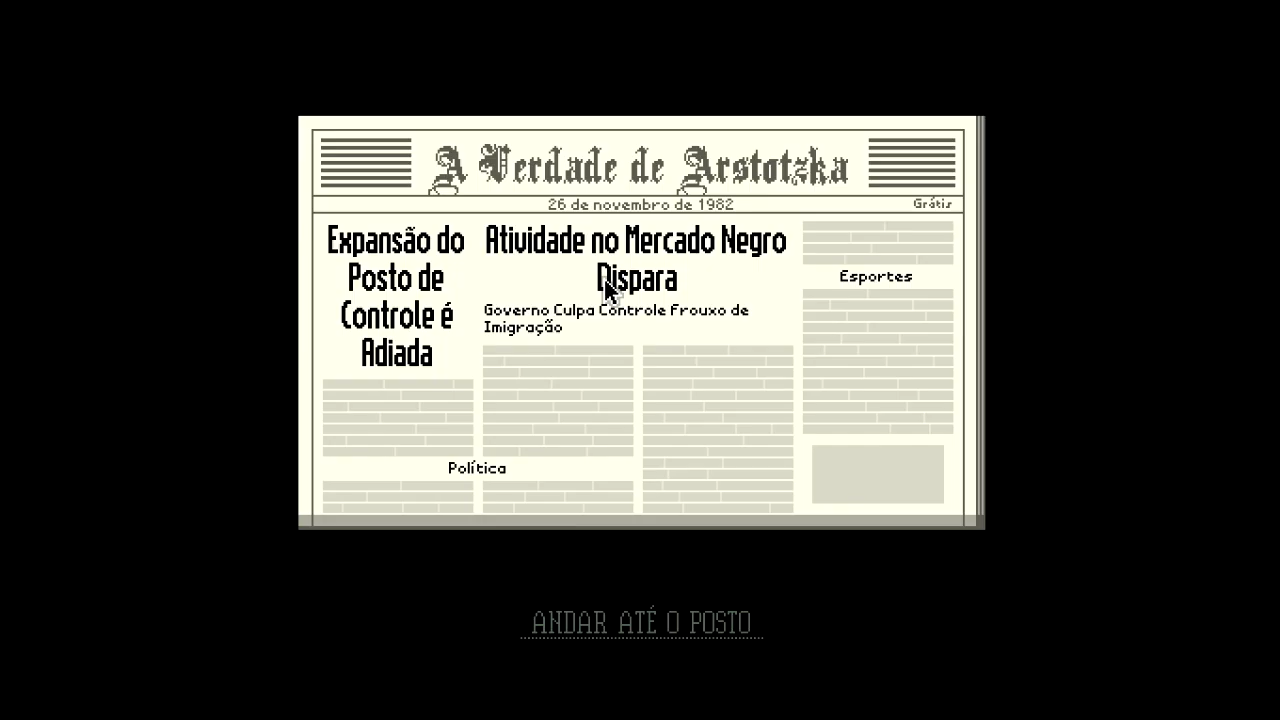 A Verdade de Arstotzka
26 de novembro de 1982
Grátis
Expansão do
Posto de
Controle é
Adiada
Atividade no Mercado Negro
Dispara
Governo Culpa Controle Frouxo de
Imigração
Esportes
Política
ANDAR ATÉ O POSTO